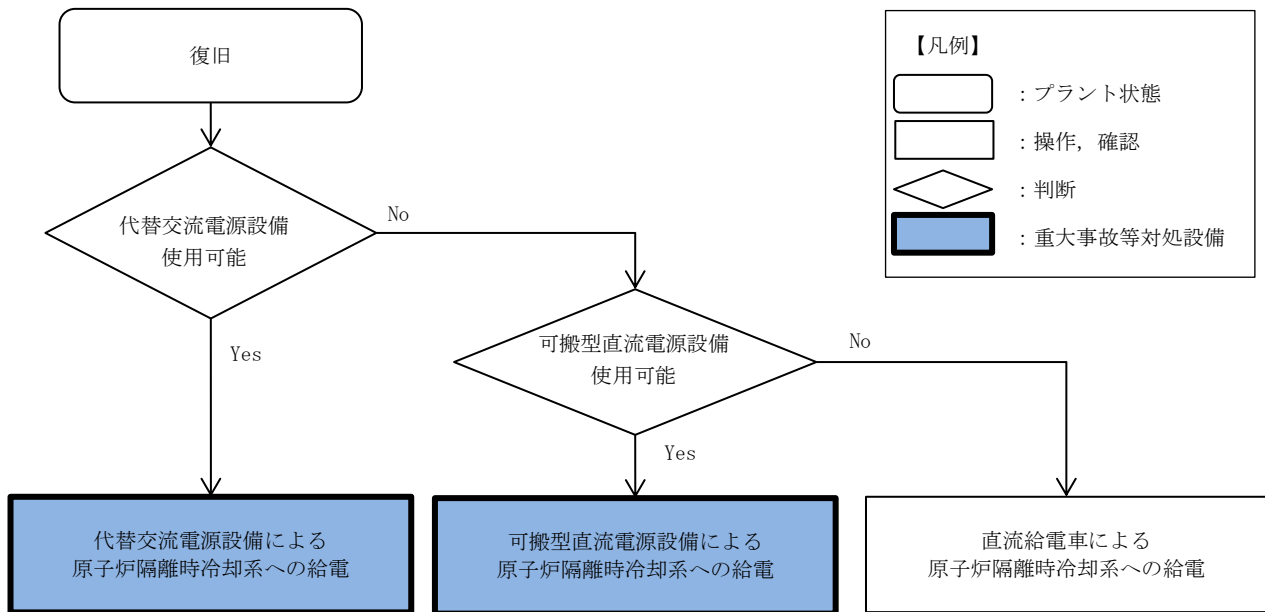 復旧
代替交流電源設備
使用可能
No
Yes
可搬型直流電源設備
使用可能
No
Yes
代替交流電源設備による
原子炉隔離時冷却系への給電
可搬型直流電源設備による
原子炉隔離時冷却系への給電
直流給電車による
原子炉隔離時冷却系への給電
【凡例】
：プラント状態
：操作，確認
：判断
：重大事故等対処設備